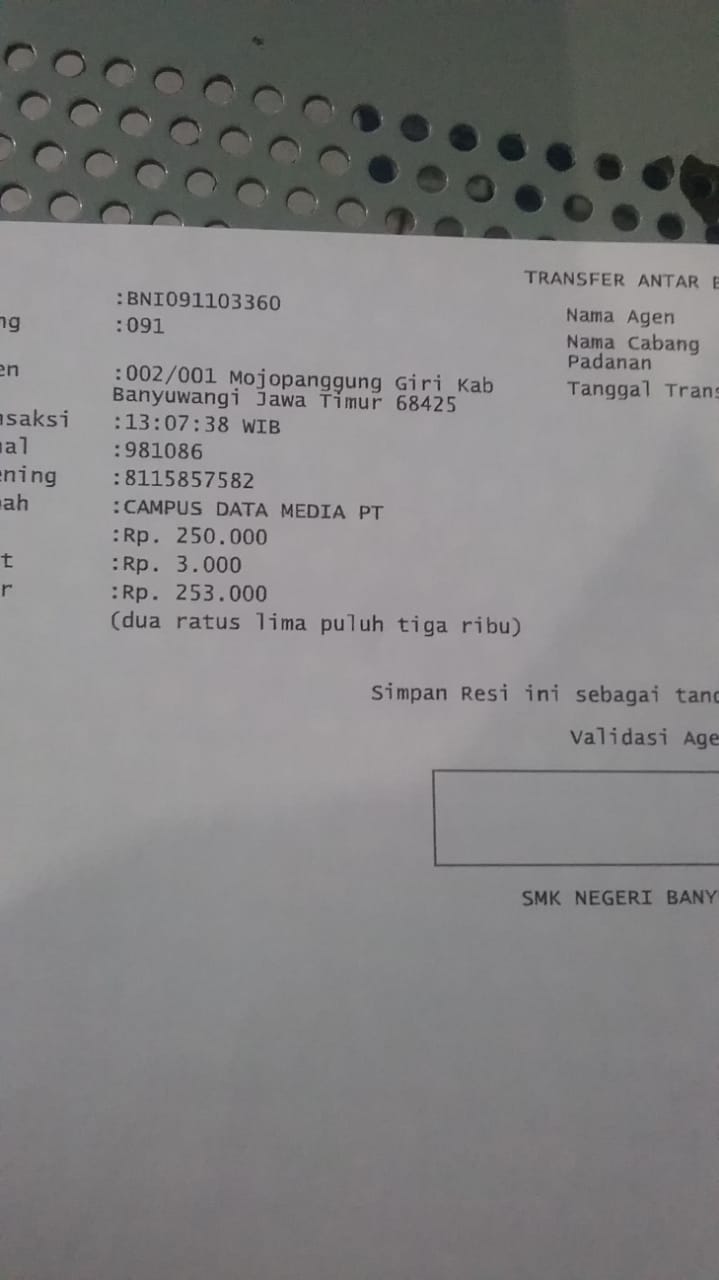 TRANSFER ANTAR
:BNI091103360
Nama Agen
ng :091
Nama Cabang
Padanan
en :002/001 Mojopanggung Giri Kab
Banyuwangi Jawa Timur 68425
Tanggal Trans
nsaksi :13:07:38 WIB
nal :981086
ening :8115857582
bah :CAMPUS DATA MEDIA PT
:Rp. 250.000
t :Rp. 3.000
r :Rp. 253.000
(dua ratus lima puluh tiga ribu)
Simpan Resi ini sebagai tand
Validasi Age
SMK NEGERI BANY